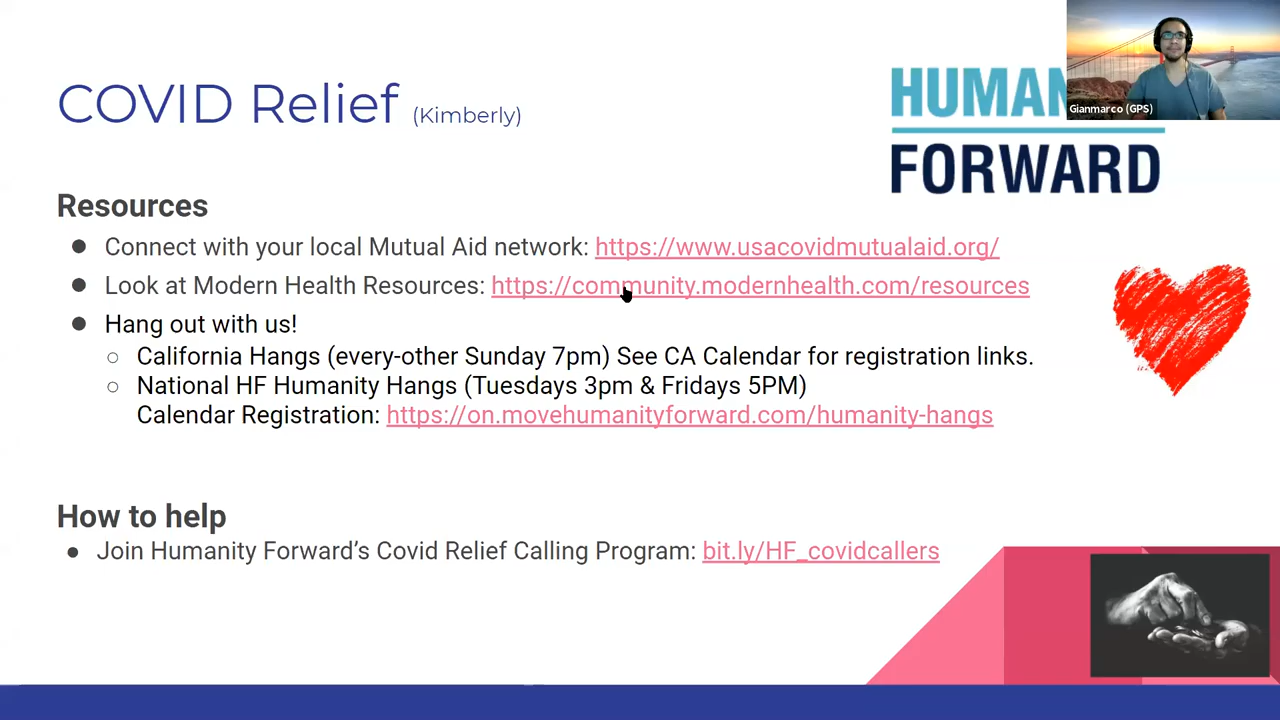 COVID Relief (Kimberly)
HUMAN
FORWARD
Gianmarco (GPS)
Resources
● Connect with your local Mutual Aid network: https://www.usacovidmutualaid.org/
● Look at Modern Health Resources: https://community.modernhealth.com/resources
● Hang out with us!
○ California Hangs (every-other Sunday 7pm) See CA Calendar for registration links.
○ National HF Humanity Hangs (Tuesdays 3pm & Fridays 5PM)
Calendar Registration: https://on.movehumanityforward.com/humanity-hangs
How to help
● Join Humanity Forward’s Covid Relief Calling Program: bit.ly/HF_covidcallers